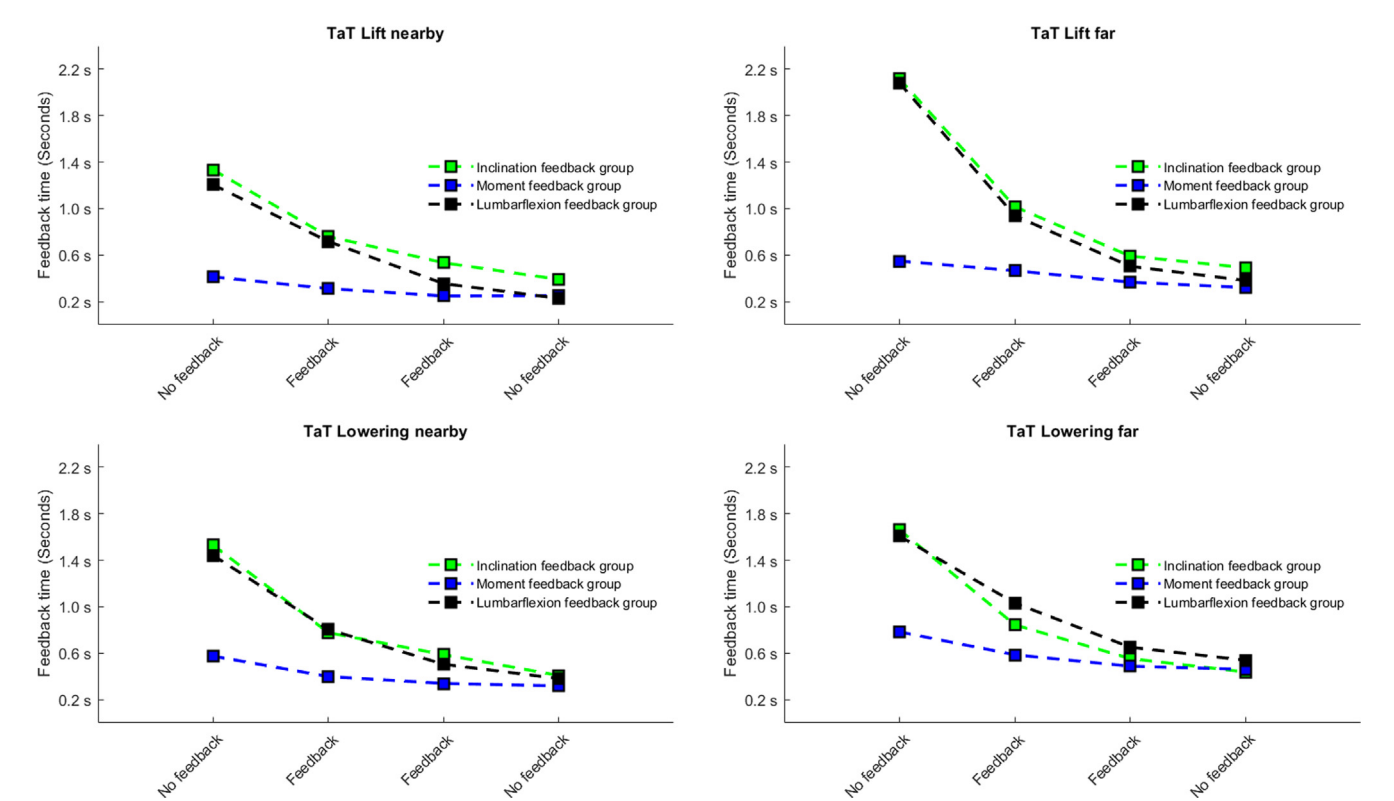 TaT Lift nearby
Feedback time (Seconds)
2.2 s
1.8 s
1.4 s
1.0 s
0.6 s
0.2 s
Inclination feedback group
Moment feedback group
Lumbarflexion feedback group
No feedback
Feedback
Feedback
No feedback
TaT Lift far
Feedback time (Seconds)
2.2 s
1.8 s
1.4 s
1.0 s
0.6 s
0.2 s
Inclination feedback group
Moment feedback group
Lumbarflexion feedback group
No feedback
Feedback
Feedback
No feedback
TaT Lowering nearby
Feedback time (Seconds)
2.2 s
1.8 s
1.4 s
1.0 s
0.6 s
0.2 s
Inclination feedback group
Moment feedback group
Lumbarflexion feedback group
No feedback
Feedback
Feedback
No feedback
TaT Lowering far
Feedback time (Seconds)
2.2 s
1.8 s
1.4 s
1.0 s
0.6 s
0.2 s
Inclination feedback group
Moment feedback group
Lumbarflexion feedback group
No feedback
Feedback
Feedback
No feedback